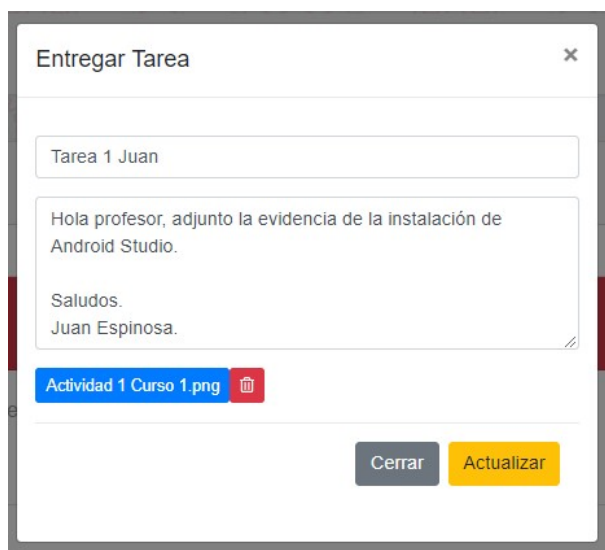 Entregar Tarea ×
Tarea 1 Juan
Hola profesor, adjunto la evidencia de la instalación de
Android Studio.
Saludos.
Juan Espinosa.
Actividad 1 Curso 1.png
Cerrar Actualizar